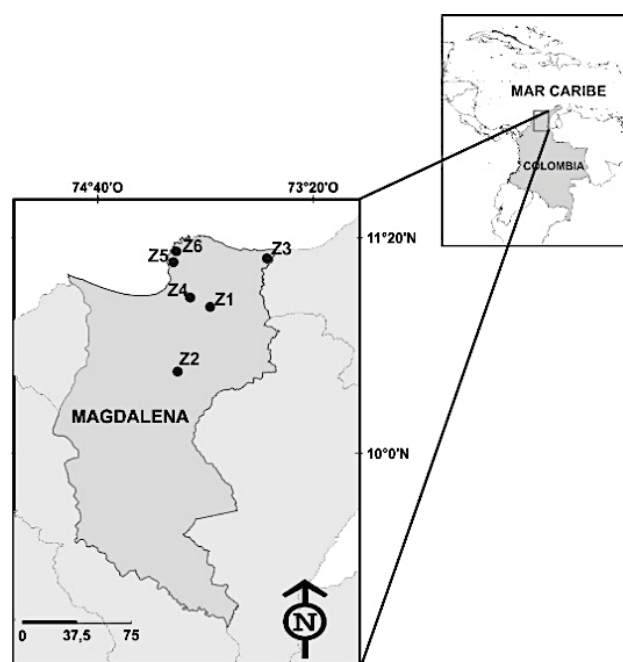 MAR CARIBE
COLOMBIA
74°40'O
73°20'O
11°20'N
Z6
Z5
Z3
Z4
Z1
Z2
MAGDALENA
10°0'N
N
0
37,5
75